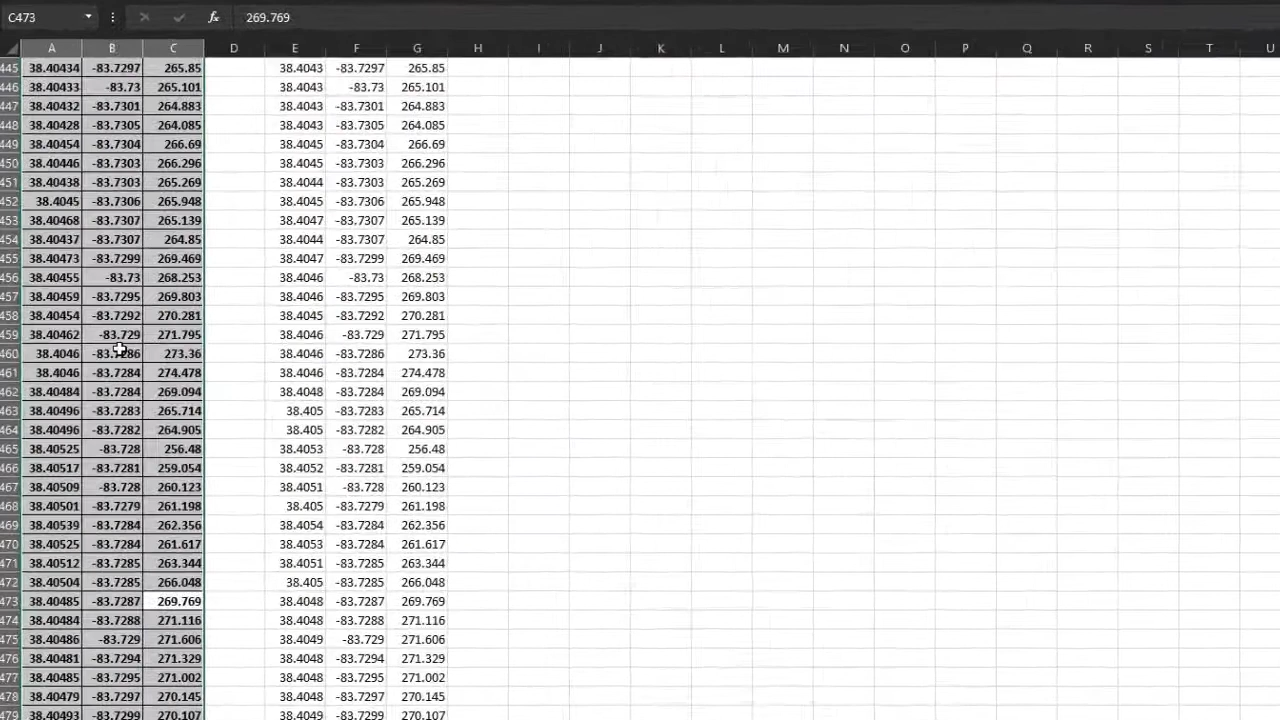 C473 fx 269.769
A B C D E F G H I J K L M N O P Q R S T U
445 38.40434 -83.7297 265.85 38.4043 -83.7297 265.85
446 38.40433 -83.73 265.101 38.4043 -83.73 265.101
447 38.40432 -83.7301 264.883 38.4043 -83.7301 264.883
448 38.40428 -83.7305 264.085 38.4043 -83.7305 264.085
449 38.40454 -83.7304 266.69 38.4045 -83.7304 266.69
450 38.40446 -83.7303 266.296 38.4045 -83.7303 266.296
451 38.40438 -83.7303 265.269 38.4044 -83.7303 265.269
452 38.4045 -83.7306 265.948 38.4045 -83.7306 265.948
453 38.40468 -83.7307 265.139 38.4047 -83.7307 265.139
454 38.40437 -83.7307 264.85 38.4044 -83.7307 264.85
455 38.40473 -83.7299 269.469 38.4047 -83.7299 269.469
456 38.40455 -83.73 268.253 38.4046 -83.73 268.253
457 38.40459 -83.7295 269.803 38.4046 -83.7295 269.803
458 38.40454 -83.7292 270.281 38.4045 -83.7292 270.281
459 38.40462 -83.729 271.795 38.4046 -83.729 271.795
460 38.4046 -83.7286 273.36 38.4046 -83.7286 273.36
461 38.4046 -83.7284 274.478 38.4046 -83.7284 274.478
462 38.40484 -83.7284 269.094 38.4048 -83.7284 269.094
463 38.40496 -83.7283 265.714 38.405 -83.7283 265.714
464 38.40496 -83.7282 264.905 38.405 -83.7282 264.905
465 38.40525 -83.728 256.48 38.4053 -83.728 256.48
466 38.40517 -83.7281 259.054 38.4052 -83.7281 259.054
467 38.40509 -83.728 260.123 38.4051 -83.728 260.123
468 38.40501 -83.7279 261.198 38.405 -83.7279 261.198
469 38.40539 -83.7284 262.356 38.4054 -83.7284 262.356
470 38.40525 -83.7284 261.617 38.4053 -83.7284 261.617
471 38.40512 -83.7285 263.344 38.4051 -83.7285 263.344
472 38.40504 -83.7285 266.048 38.405 -83.7285 266.048
473 38.40485 -83.7287 269.769 38.4048 -83.7287 269.769
474 38.40484 -83.7288 271.116 38.4048 -83.7288 271.116
475 38.40486 -83.729 271.606 38.4049 -83.729 271.606
476 38.40481 -83.7294 271.329 38.4048 -83.7294 271.329
477 38.40485 -83.7295 271.002 38.4048 -83.7295 271.002
478 38.40479 -83.7297 270.145 38.4048 -83.7297 270.145
479 38.40493 -83.7299 270.107 38.4049 -83.7299 270.107